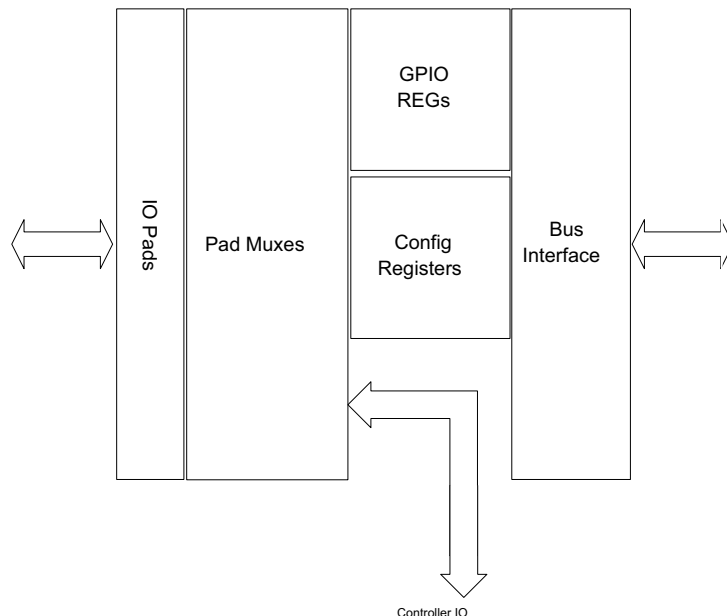 GPIO
REGs
IO Pads
Pad Muxes
Config
Registers
Bus
Interface
Controller IO